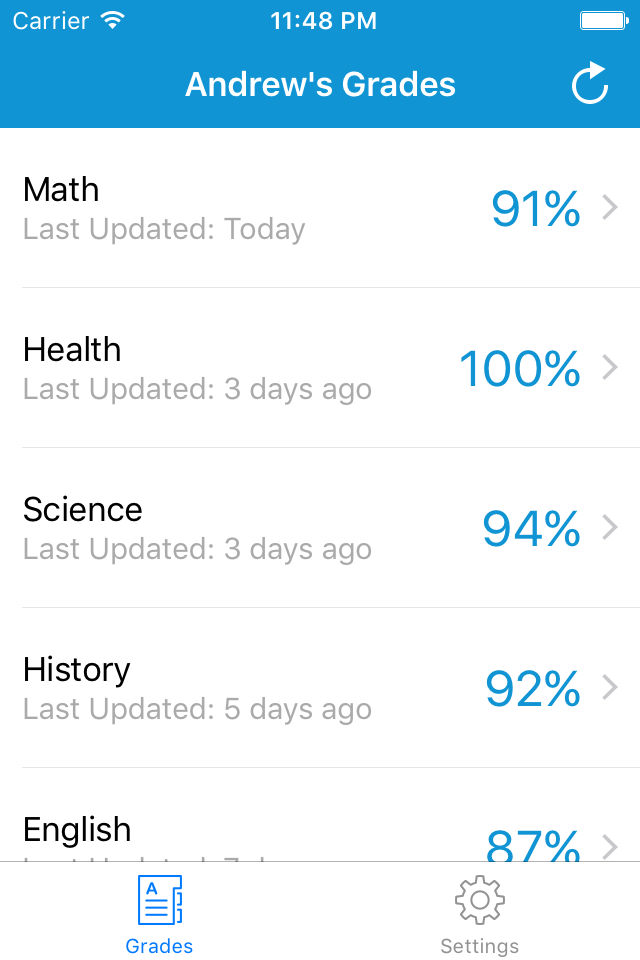 Carrier 11:48 PM
Andrew's Grades
Math
Last Updated: Today
91%
Health
Last Updated: 3 days ago
100%
Science
Last Updated: 3 days ago
94%
History
Last Updated: 5 days ago
92%
English
87%
A
Grades
Settings